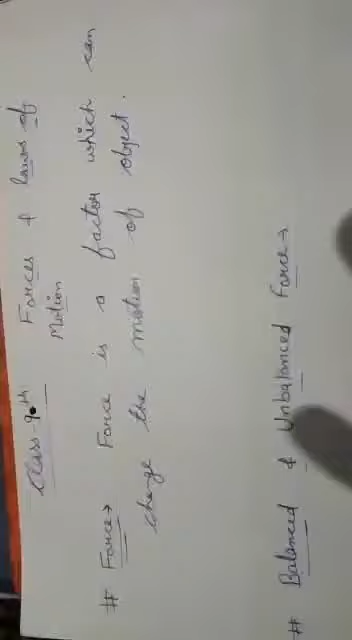 Class-9th Forces & laws of
Motion
# Force→ Force is a factor which can
change the motion of object.
# Balanced & Unbalanced Force→